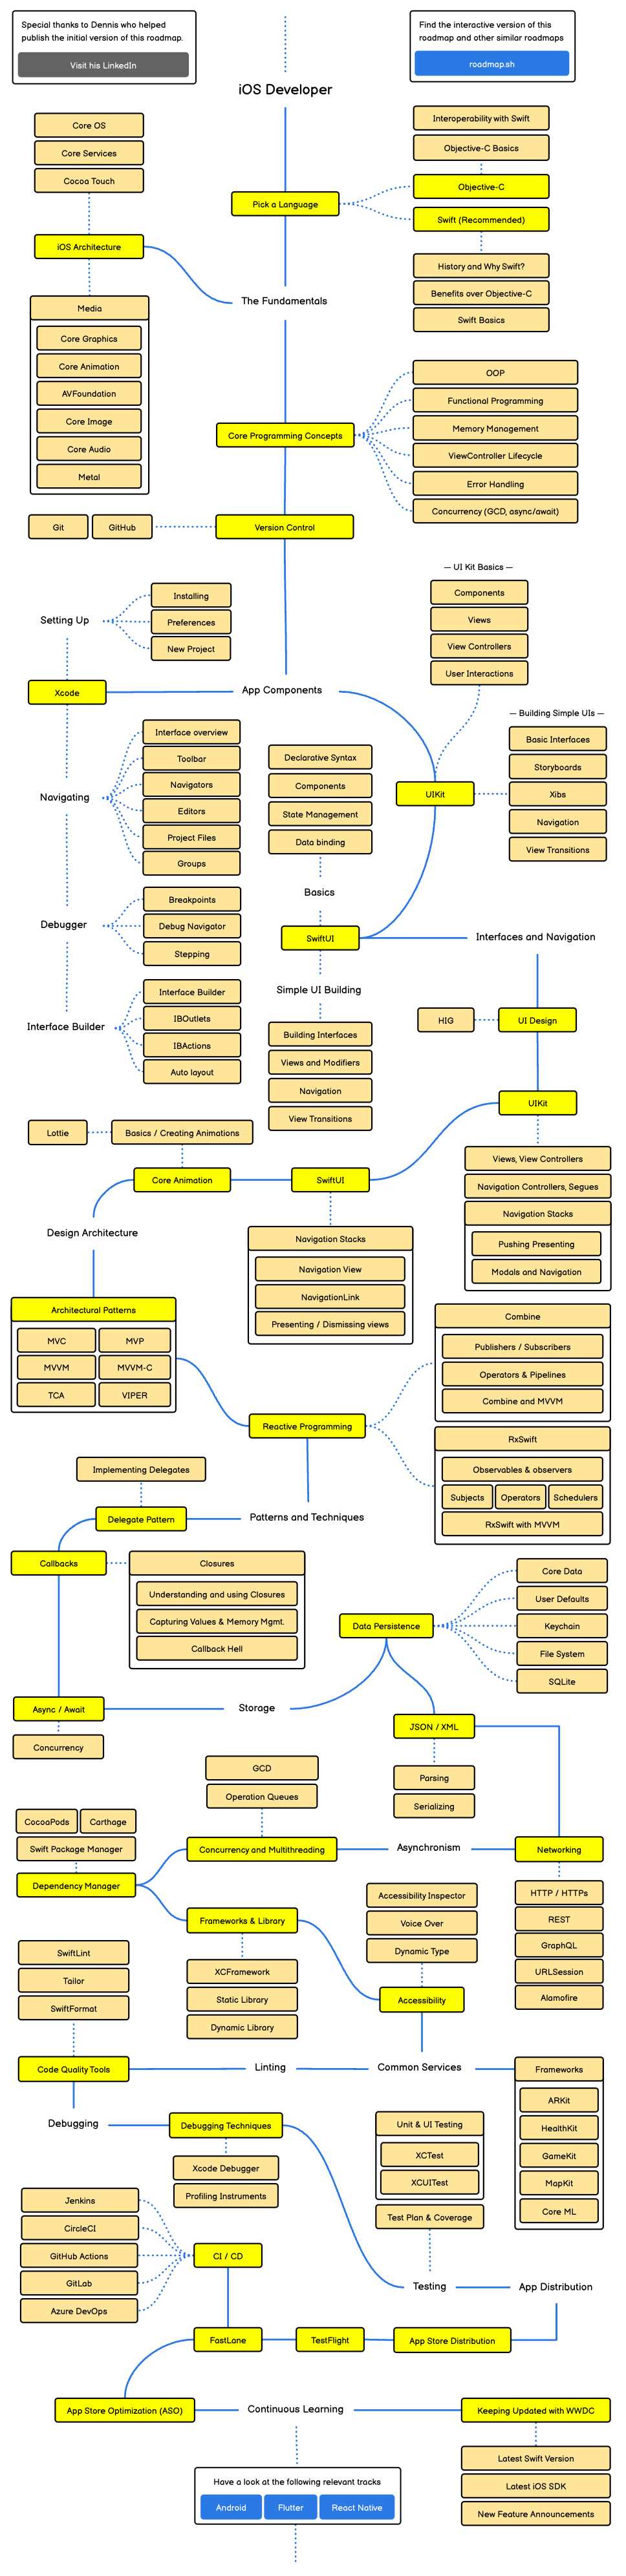 Special thanks to Dennis who helped
publish the initial version of this roadmap.
Visit his LinkedIn
Find the interactive version of this
roadmap and other similar roadmaps
roadmap.sh
iOS Developer
Core OS
Core Services
Cocoa Touch
iOS Architecture
Interoperability with Swift
Objective-C Basics
Objective-C
Pick a Language
Swift (Recommended)
History and Why Swift?
Benefits over Objective-C
Swift Basics
The Fundamentals
Media
Core Graphics
Core Animation
AVFoundation
Core Image
Core Audio
Metal
Core Programming Concepts
OOP
Functional Programming
Memory Management
ViewController Lifecycle
Error Handling
Concurrency (GCD, async/await)
Git
GitHub
Version Control
— UI Kit Basics —
Components
Views
View Controllers
User Interactions
Setting Up
Installing
Preferences
New Project
Xcode
App Components
— Building Simple UIs —
Basic Interfaces
Storyboards
Xibs
Navigation
View Transitions
UIKit
Navigating
Interface overview
Toolbar
Navigators
Editors
Project Files
Groups
Declarative Syntax
Components
State Management
Data binding
Basics
SwiftUI
Interfaces and Navigation
Debugger
Breakpoints
Debug Navigator
Stepping
Simple UI Building
Building Interfaces
Views and Modifiers
Navigation
View Transitions
Interface Builder
Interface Builder
IBOutlets
IBActions
Auto layout
HIG
UI Design
UIKit
Lottie
Basics / Creating Animations
Core Animation
SwiftUI
Views, View Controllers
Navigation Controllers, Segues
Navigation Stacks
Pushing Presenting
Modals and Navigation
Design Architecture
Navigation Stacks
Navigation View
NavigationLink
Presenting / Dismissing views
Architectural Patterns
MVC
MVP
MVVM
MVVM-C
TCA
VIPER
Combine
Publishers / Subscribers
Operators & Pipelines
Combine and MVVM
Reactive Programming
RxSwift
Observables & observers
Subjects
Operators
Schedulers
RxSwift with MVVM
Implementing Delegates
Delegate Pattern
Patterns and Techniques
Callbacks
Closures
Understanding and using Closures
Capturing Values & Memory Mgmt.
Callback Hell
Core Data
User Defaults
Keychain
File System
SQLite
Data Persistence
Async / Await
Storage
Concurrency
JSON / XML
Parsing
Serializing
GCD
Operation Queues
CocoaPods
Carthage
Swift Package Manager
Dependency Manager
Concurrency and Multithreading
Asynchronism
Networking
HTTP / HTTPs
REST
GraphQL
URLSession
Alamofire
Frameworks & Library
XCFramework
Static Library
Dynamic Library
Accessibility Inspector
Voice Over
Dynamic Type
Accessibility
SwiftLint
Tailor
SwiftFormat
Code Quality Tools
Linting
Common Services
Frameworks
ARKit
HealthKit
GameKit
MapKit
Core ML
Debugging
Debugging Techniques
Xcode Debugger
Profiling Instruments
Unit & UI Testing
XCTest
XCUITest
Test Plan & Coverage
Jenkins
CircleCI
GitHub Actions
GitLab
Azure DevOps
CI / CD
Testing
App Distribution
FastLane
TestFlight
App Store Distribution
App Store Optimization (ASO)
Continuous Learning
Keeping Updated with WWDC
Latest Swift Version
Latest iOS SDK
New Feature Announcements
Have a look at the following relevant tracks
Android
Flutter
React Native